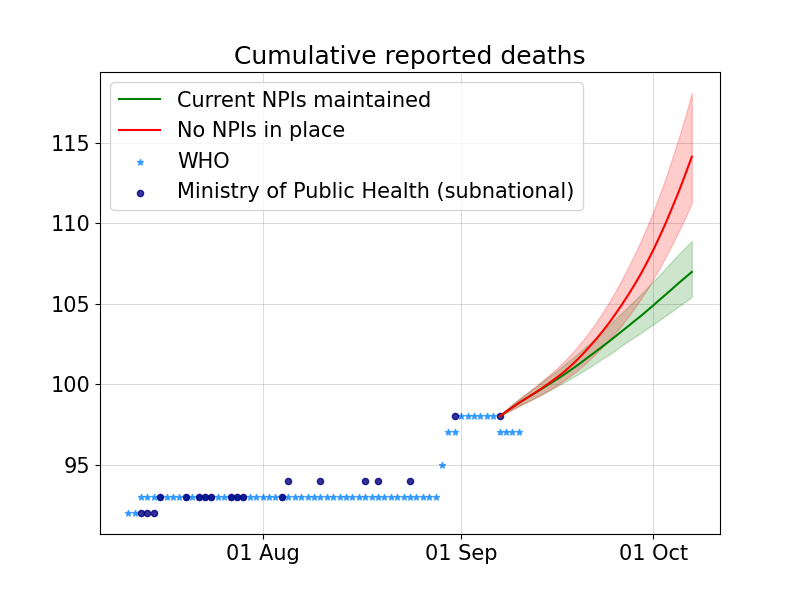 Cumulative reported deaths
Current NPIs maintained
No NPIs in place
WHO
Ministry of Public Health (subnational)
115
110
105
100
95
01 Aug
01 Sep
01 Oct